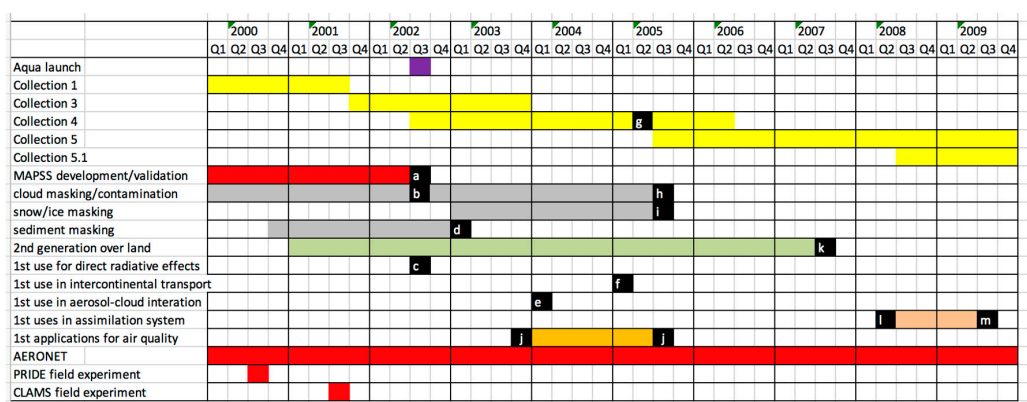 2000 2001 2002 2003 2004 2005 2006 2007 2008 2009
Q1 Q2 Q3 Q4 Q1 Q2 Q3 Q4 Q1 Q2 Q3 Q4 Q1 Q2 Q3 Q4 Q1 Q2 Q3 Q4 Q1 Q2 Q3 Q4 Q1 Q2 Q3 Q4 Q1 Q2 Q3 Q4 Q1 Q2 Q3 Q4 Q1 Q2 Q3 Q4
Aqua launch
Collection 1
Collection 3
Collection 4 g
Collection 5
Collection 5.1
MAPSS development/validation a
cloud masking/contamination b h
snow/ice masking i
sediment masking d
2nd generation over land k
1st use for direct radiative effects c
1st use in intercontinental transport f
1st use in aerosol-cloud interation e
1st uses in assimilation system l m
1st applications for air quality j j
AERONET
PRIDE field experiment
CLAMS field experiment